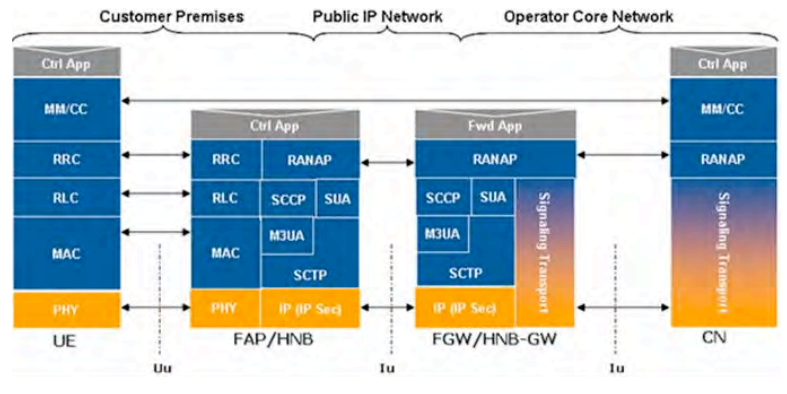 Customer Premises Public IP Network Operator Core Network
Ctrl App Ctrl App
MM/CC MM/CC
Ctrl App Fwd App
RRC RRC RANAP RANAP RANAP
RLC RLC SCCP SUA SCCP SUA
M3UA M3UA
MAC MAC
SCTP SCTP
Signaling Transport
Signaling Transport
PHY PHY IP (IP Sec) IP (IP Sec)
UE FAP/HNB FGW/HNB-GW CN
Uu Iu Iu